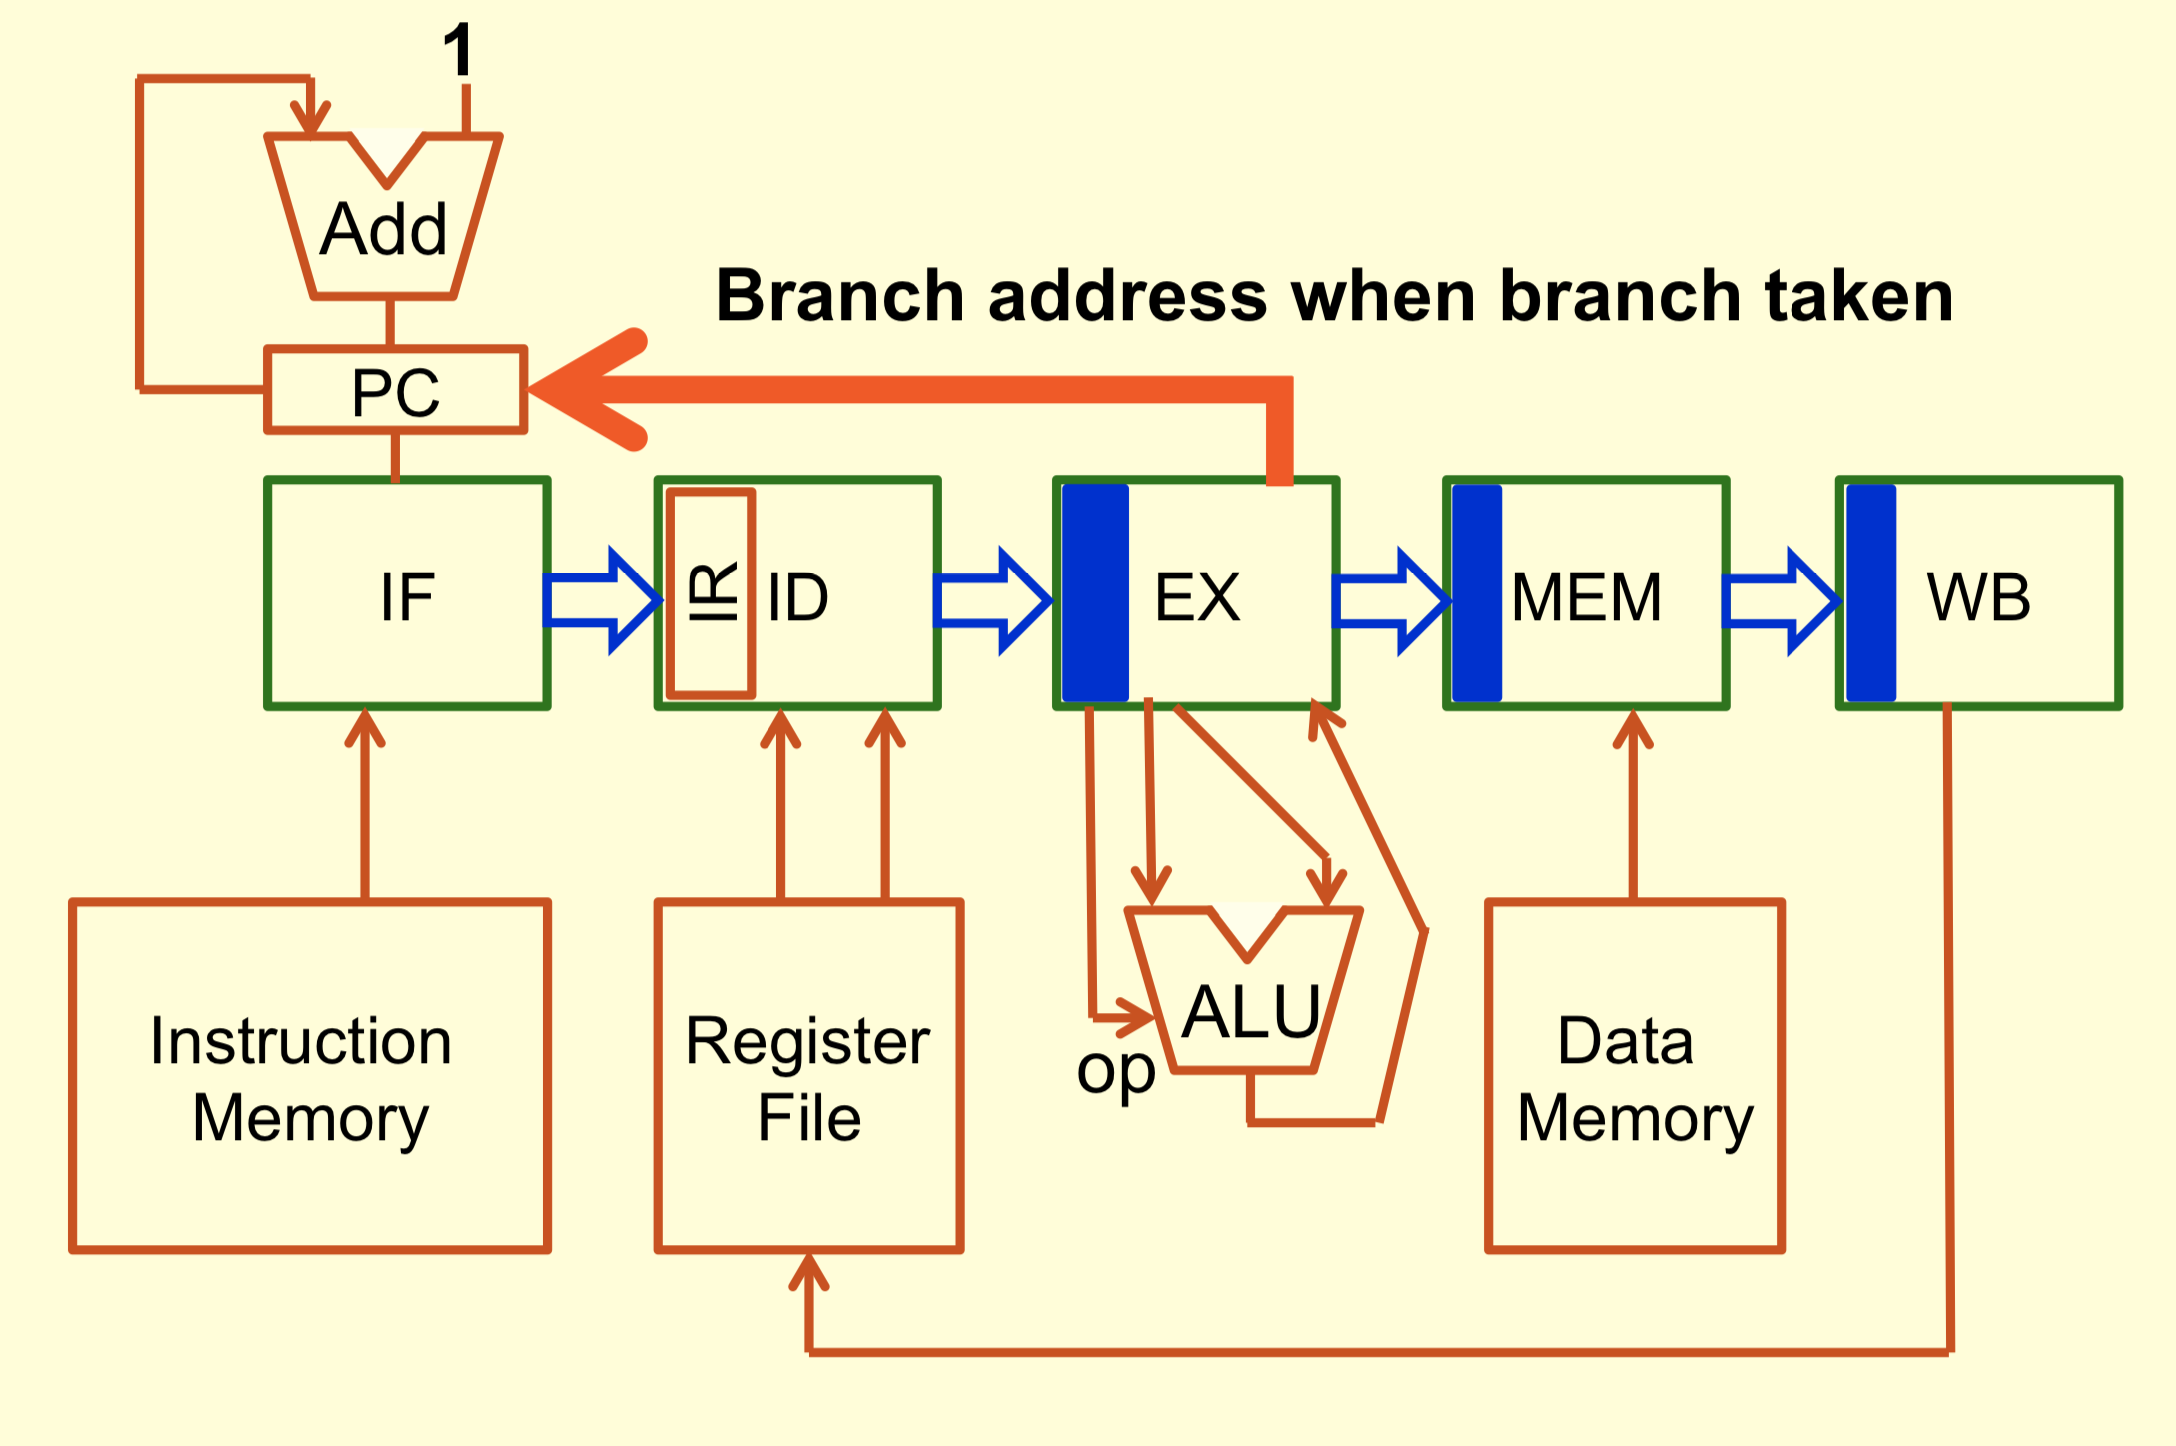 1
Add
Branch address when branch taken
PC
IF
IR
ID
EX
MEM
WB
Instruction
Memory
Register
File
ALU
op
Data
Memory